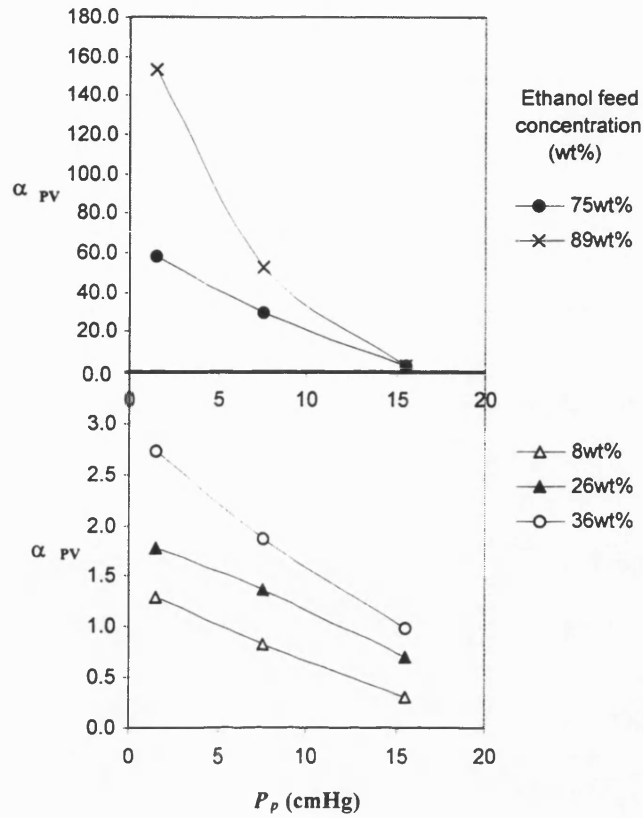 180.0
160.0
140.0
120.0
100.0
80.0
60.0
40.0
20.0
0.0
α PV
0 5 10 15 20
Ethanol feed
concentration
(wt%)
75wt%
89wt%
3.0
2.5
2.0
1.5
1.0
0.5
0.0
α PV
0 5 10 15 20
8wt%
26wt%
36wt%
Pp (cmHg)